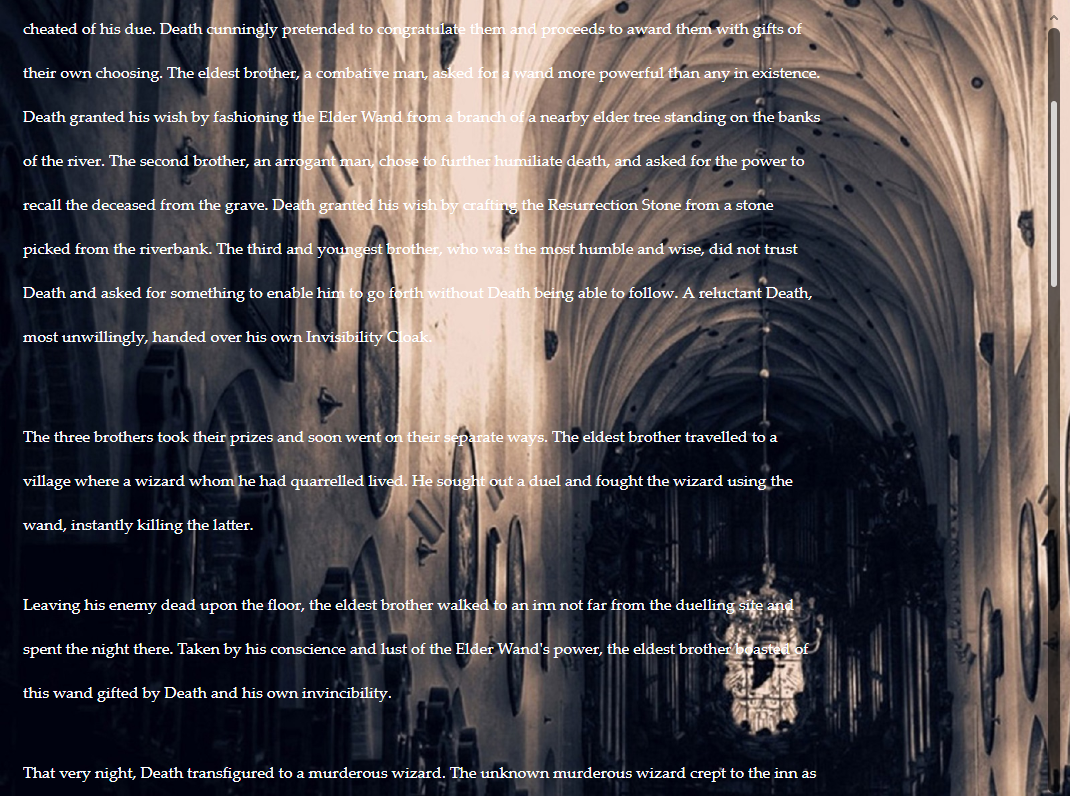 cheated of his due. Death cunningly pretended to congratulate them and proceeds to award them with gifts of
their own choosing. The eldest brother, a combative man, asked for a wand more powerful than any in existence.
Death granted his wish by fashioning the Elder Wand from a branch of a nearby elder tree standing on the banks
of the river. The second brother, an arrogant man, chose to further humiliate death, and asked for the power to
recall the deceased from the grave. Death granted his wish by crafting the Resurrection Stone from a stone
picked from the riverbank. The third and youngest brother, who was the most humble and wise, did not trust
Death and asked for something to enable him to go forth without Death being able to follow. A reluctant Death,
most unwillingly, handed over his own Invisibility Cloak.
The three brothers took their prizes and soon went on their separate ways. The eldest brother travelled to a
village where a wizard whom he had quarrelled lived. He sought out a duel and fought the wizard using the
wand, instantly killing the latter.
Leaving his enemy dead upon the floor, the eldest brother walked to an inn not far from the duelling site and
spent the night there. Taken by his conscience and lust of the Elder Wand's power, the eldest brother boasted of
this wand gifted by Death and his own invincibility.
That very night, Death transfigured to a murderous wizard. The unknown murderous wizard crept to the inn as